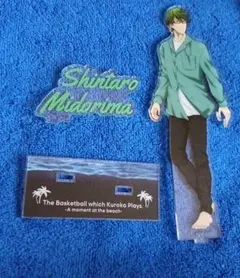 Shintaro
Midorima
The Basketball which Kuroko Plays.
-A moment at the beach-